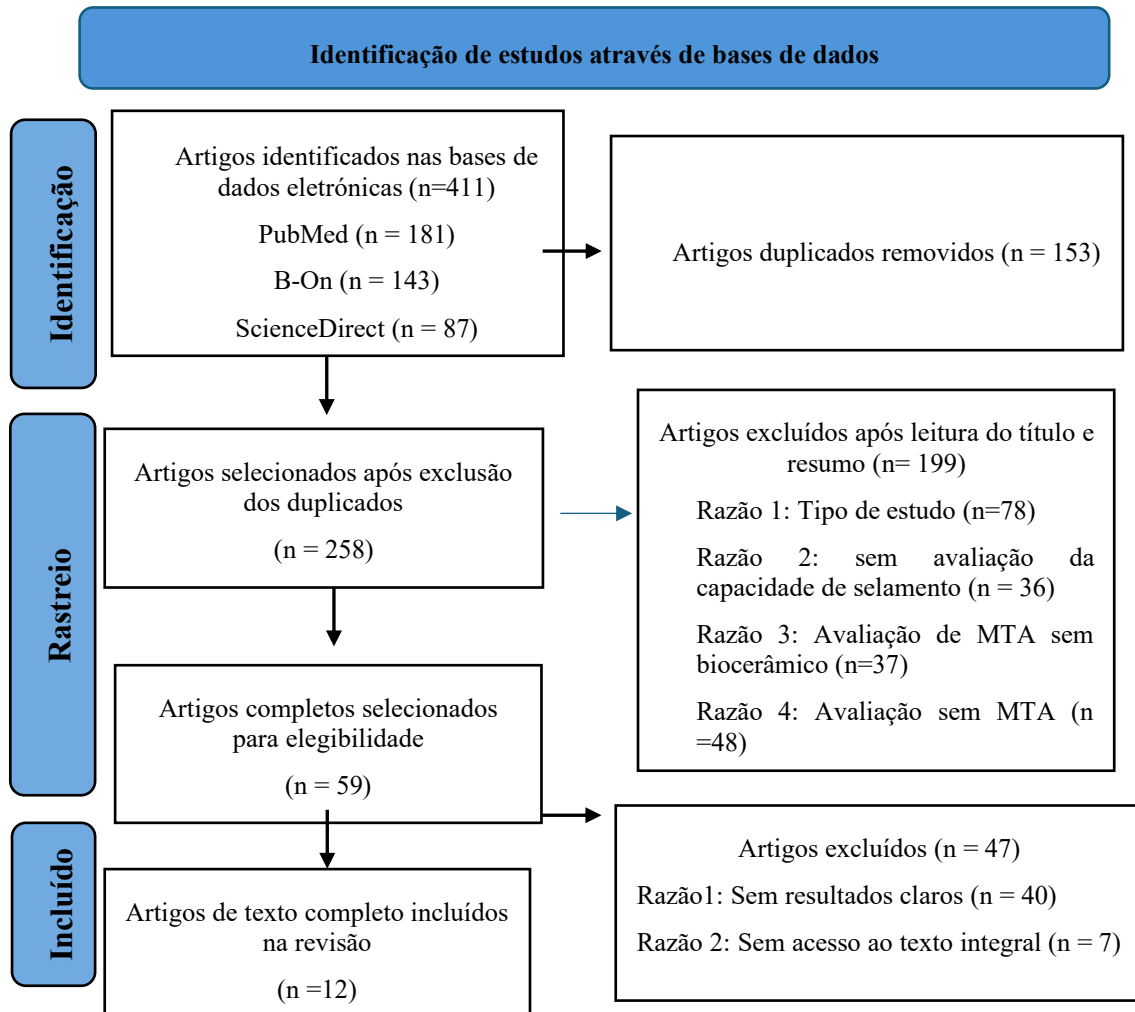 Identificação de estudos através de bases de dados
Identificação
Artigos identificados nas bases de
dados eletrónicas (n=411)
PubMed (n = 181)
B-On (n = 143)
ScienceDirect (n = 87)
Artigos duplicados removidos (n = 153)
Rastreio
Artigos selecionados após exclusão
dos duplicados
(n = 258)
Artigos excluídos após leitura do título e
resumo (n= 199)
Razão 1: Tipo de estudo (n=78)
Razão 2: sem avaliação da
capacidade de selamento (n = 36)
Razão 3: Avaliação de MTA sem
biocerâmico (n=37)
Razão 4: Avaliação sem MTA (n
=48)
Artigos completos selecionados
para elegibilidade
(n = 59)
Artigos excluídos (n = 47)
Razão1: Sem resultados claros (n = 40)
Razão 2: Sem acesso ao texto integral (n = 7)
Incluído
Artigos de texto completo incluídos
na revisão
(n =12)